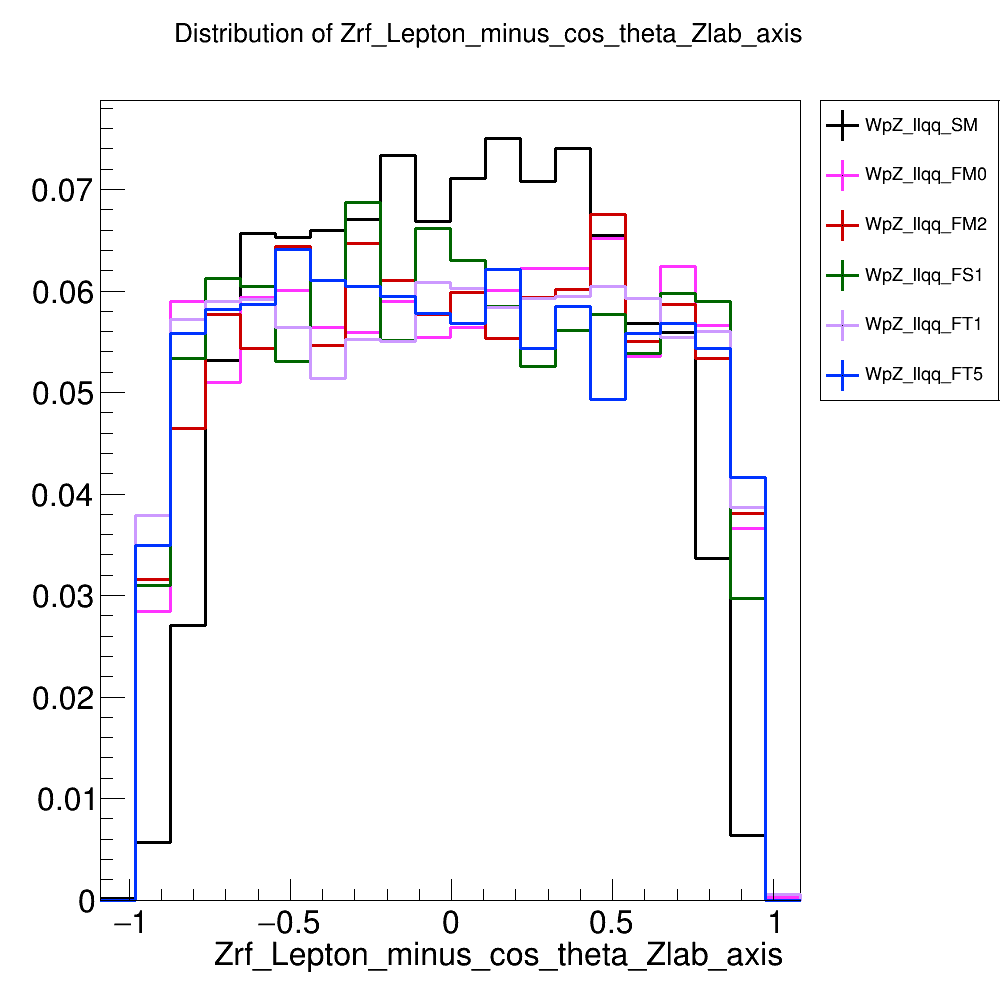 Distribution of Zrf_Lepton_minus_cos_theta_Zlab_axis
WpZ_llqq_SM
WpZ_llqq_FM0
WpZ_llqq_FM2
WpZ_llqq_FS1
WpZ_llqq_FT1
WpZ_llqq_FT5
0.07
0.06
0.05
0.04
0.03
0.02
0.01
0
−1 −0.5 0 0.5 1
Zrf_Lepton_minus_cos_theta_Zlab_axis